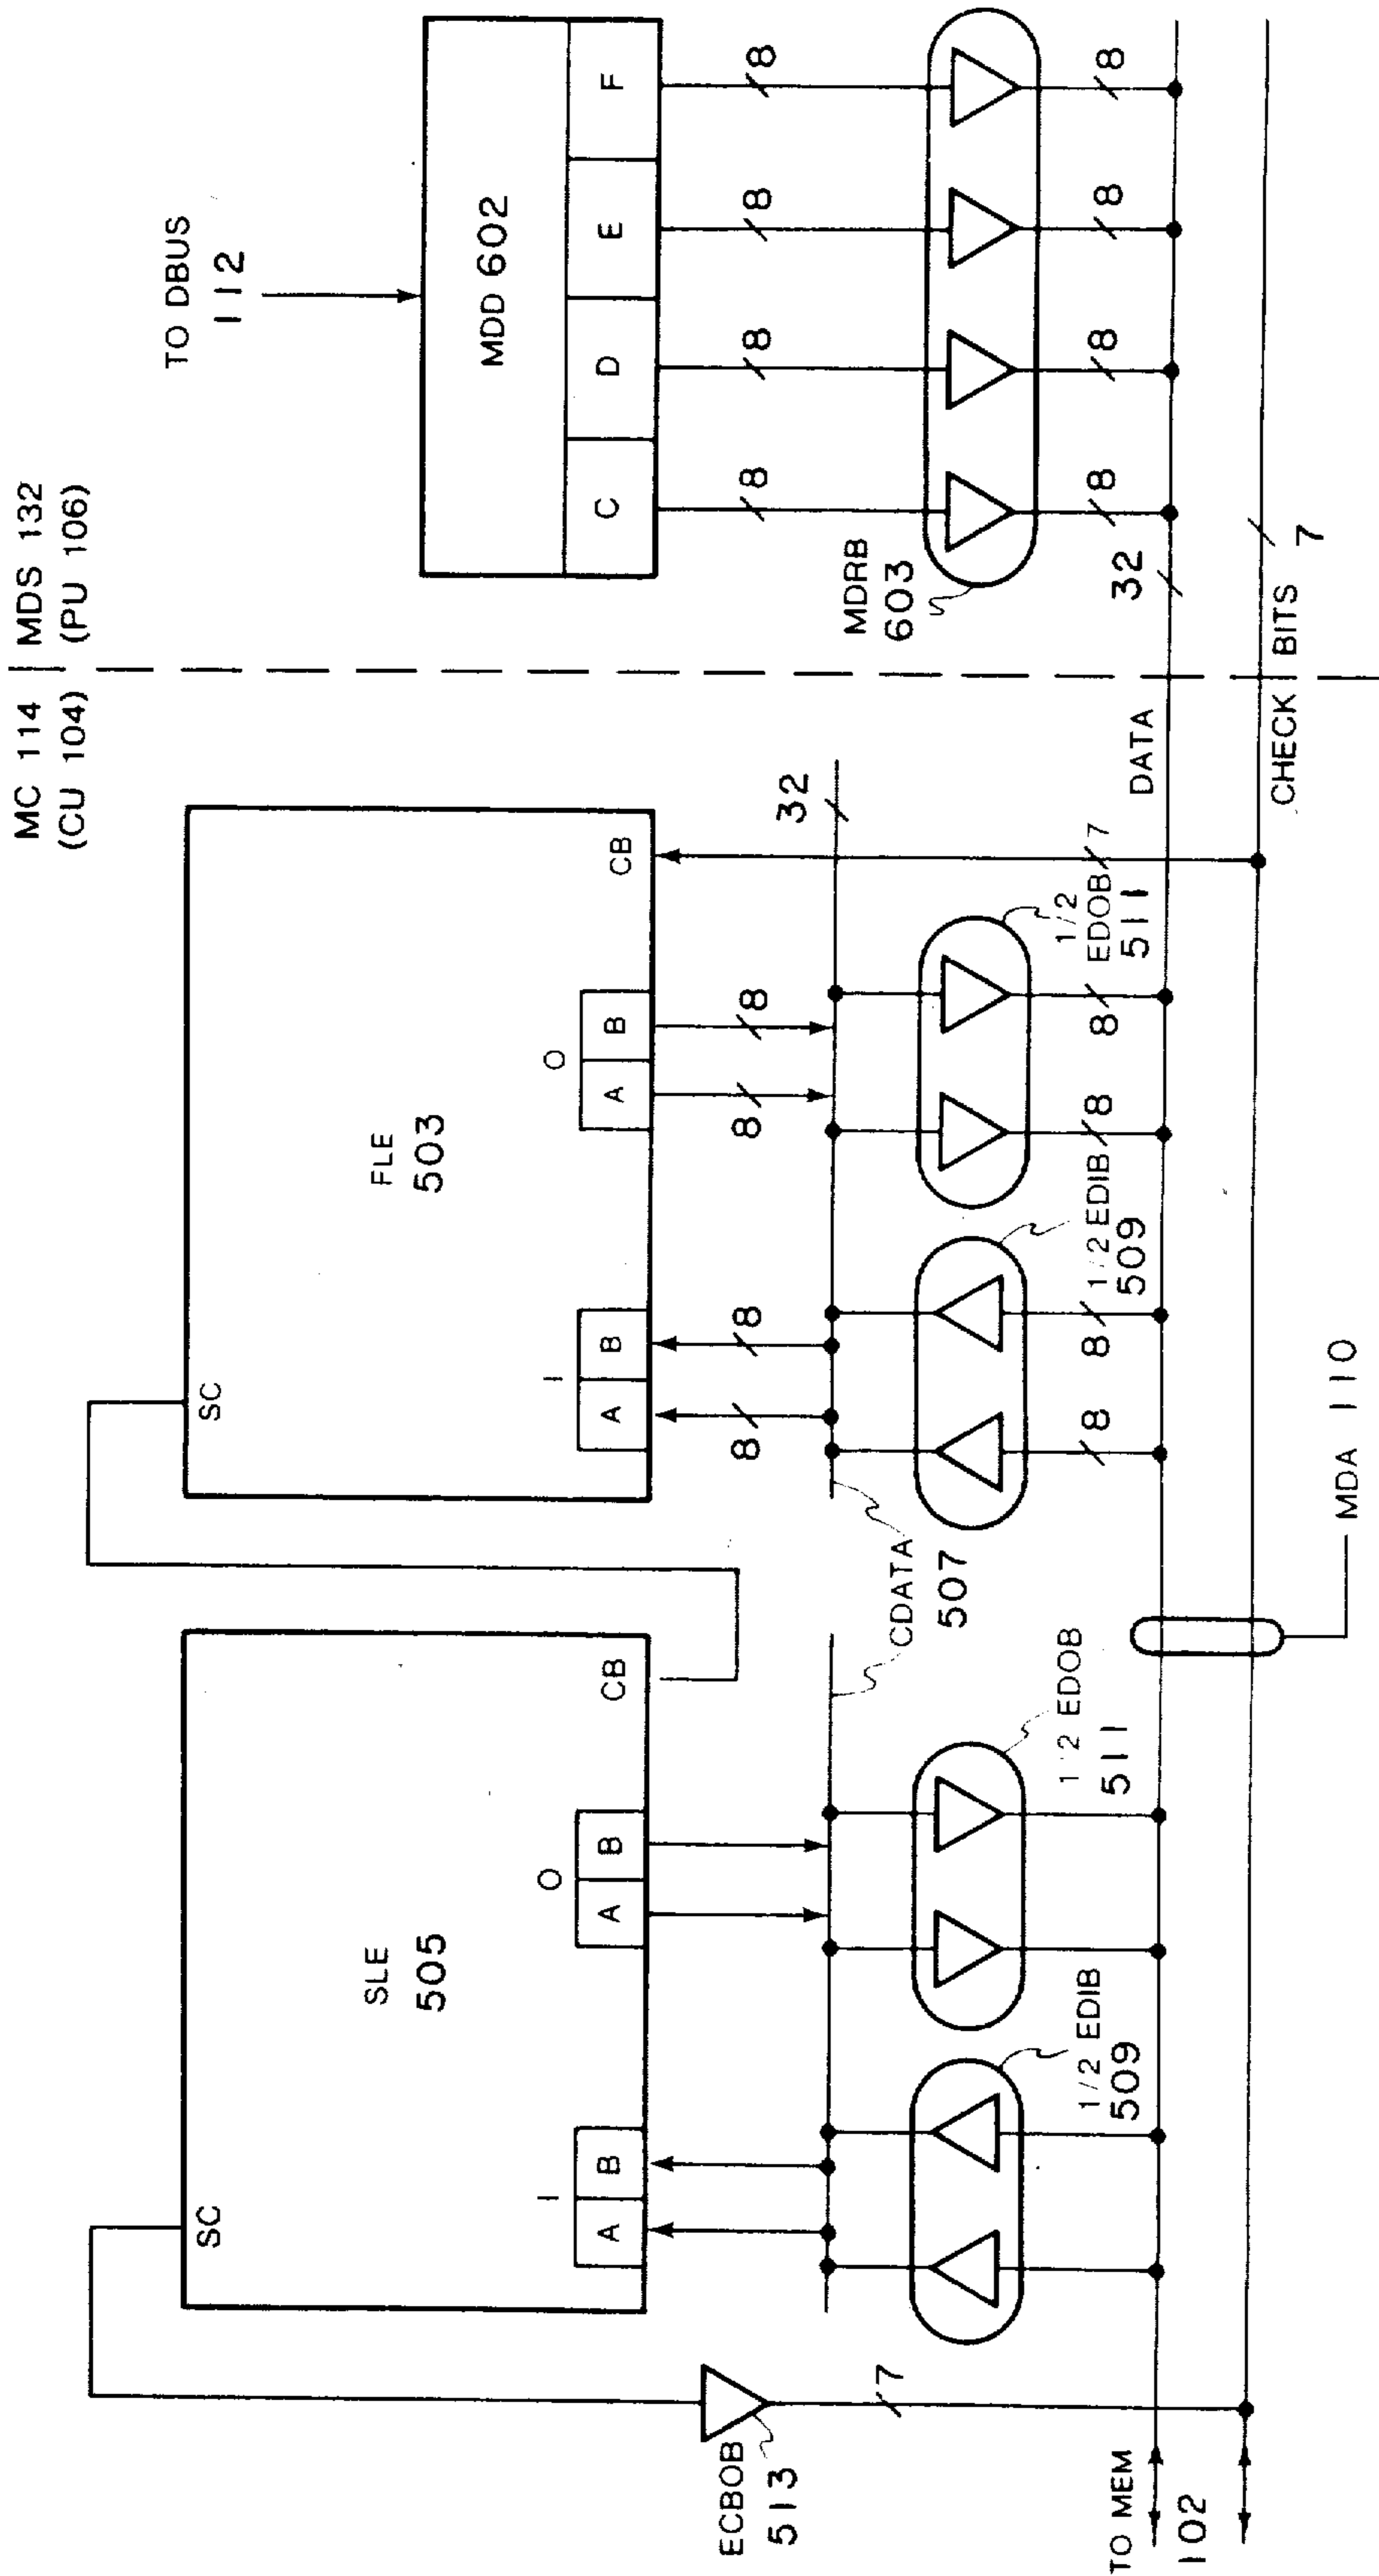 MC 114 | MDS 132
(CU 104) (PU 106)
TO DBUS
112
MDD 602
C D E F
8 8 8 8
MDRB
603
8 8 8 8
32
DATA
CHECK BITS
7
SC
FLE
503
I
A B
O
A B
CB
8 8 8 8
32
7
1/2 EDIB
509
8 8
1/2
EDOB
511
8 8
CDATA
507
SC
SLE
505
I
A B
O
A B
CB
1/2 EDIB
509
1/2 EDOB
511
ECBOB
513
7
TO MEM
102
MDA 110